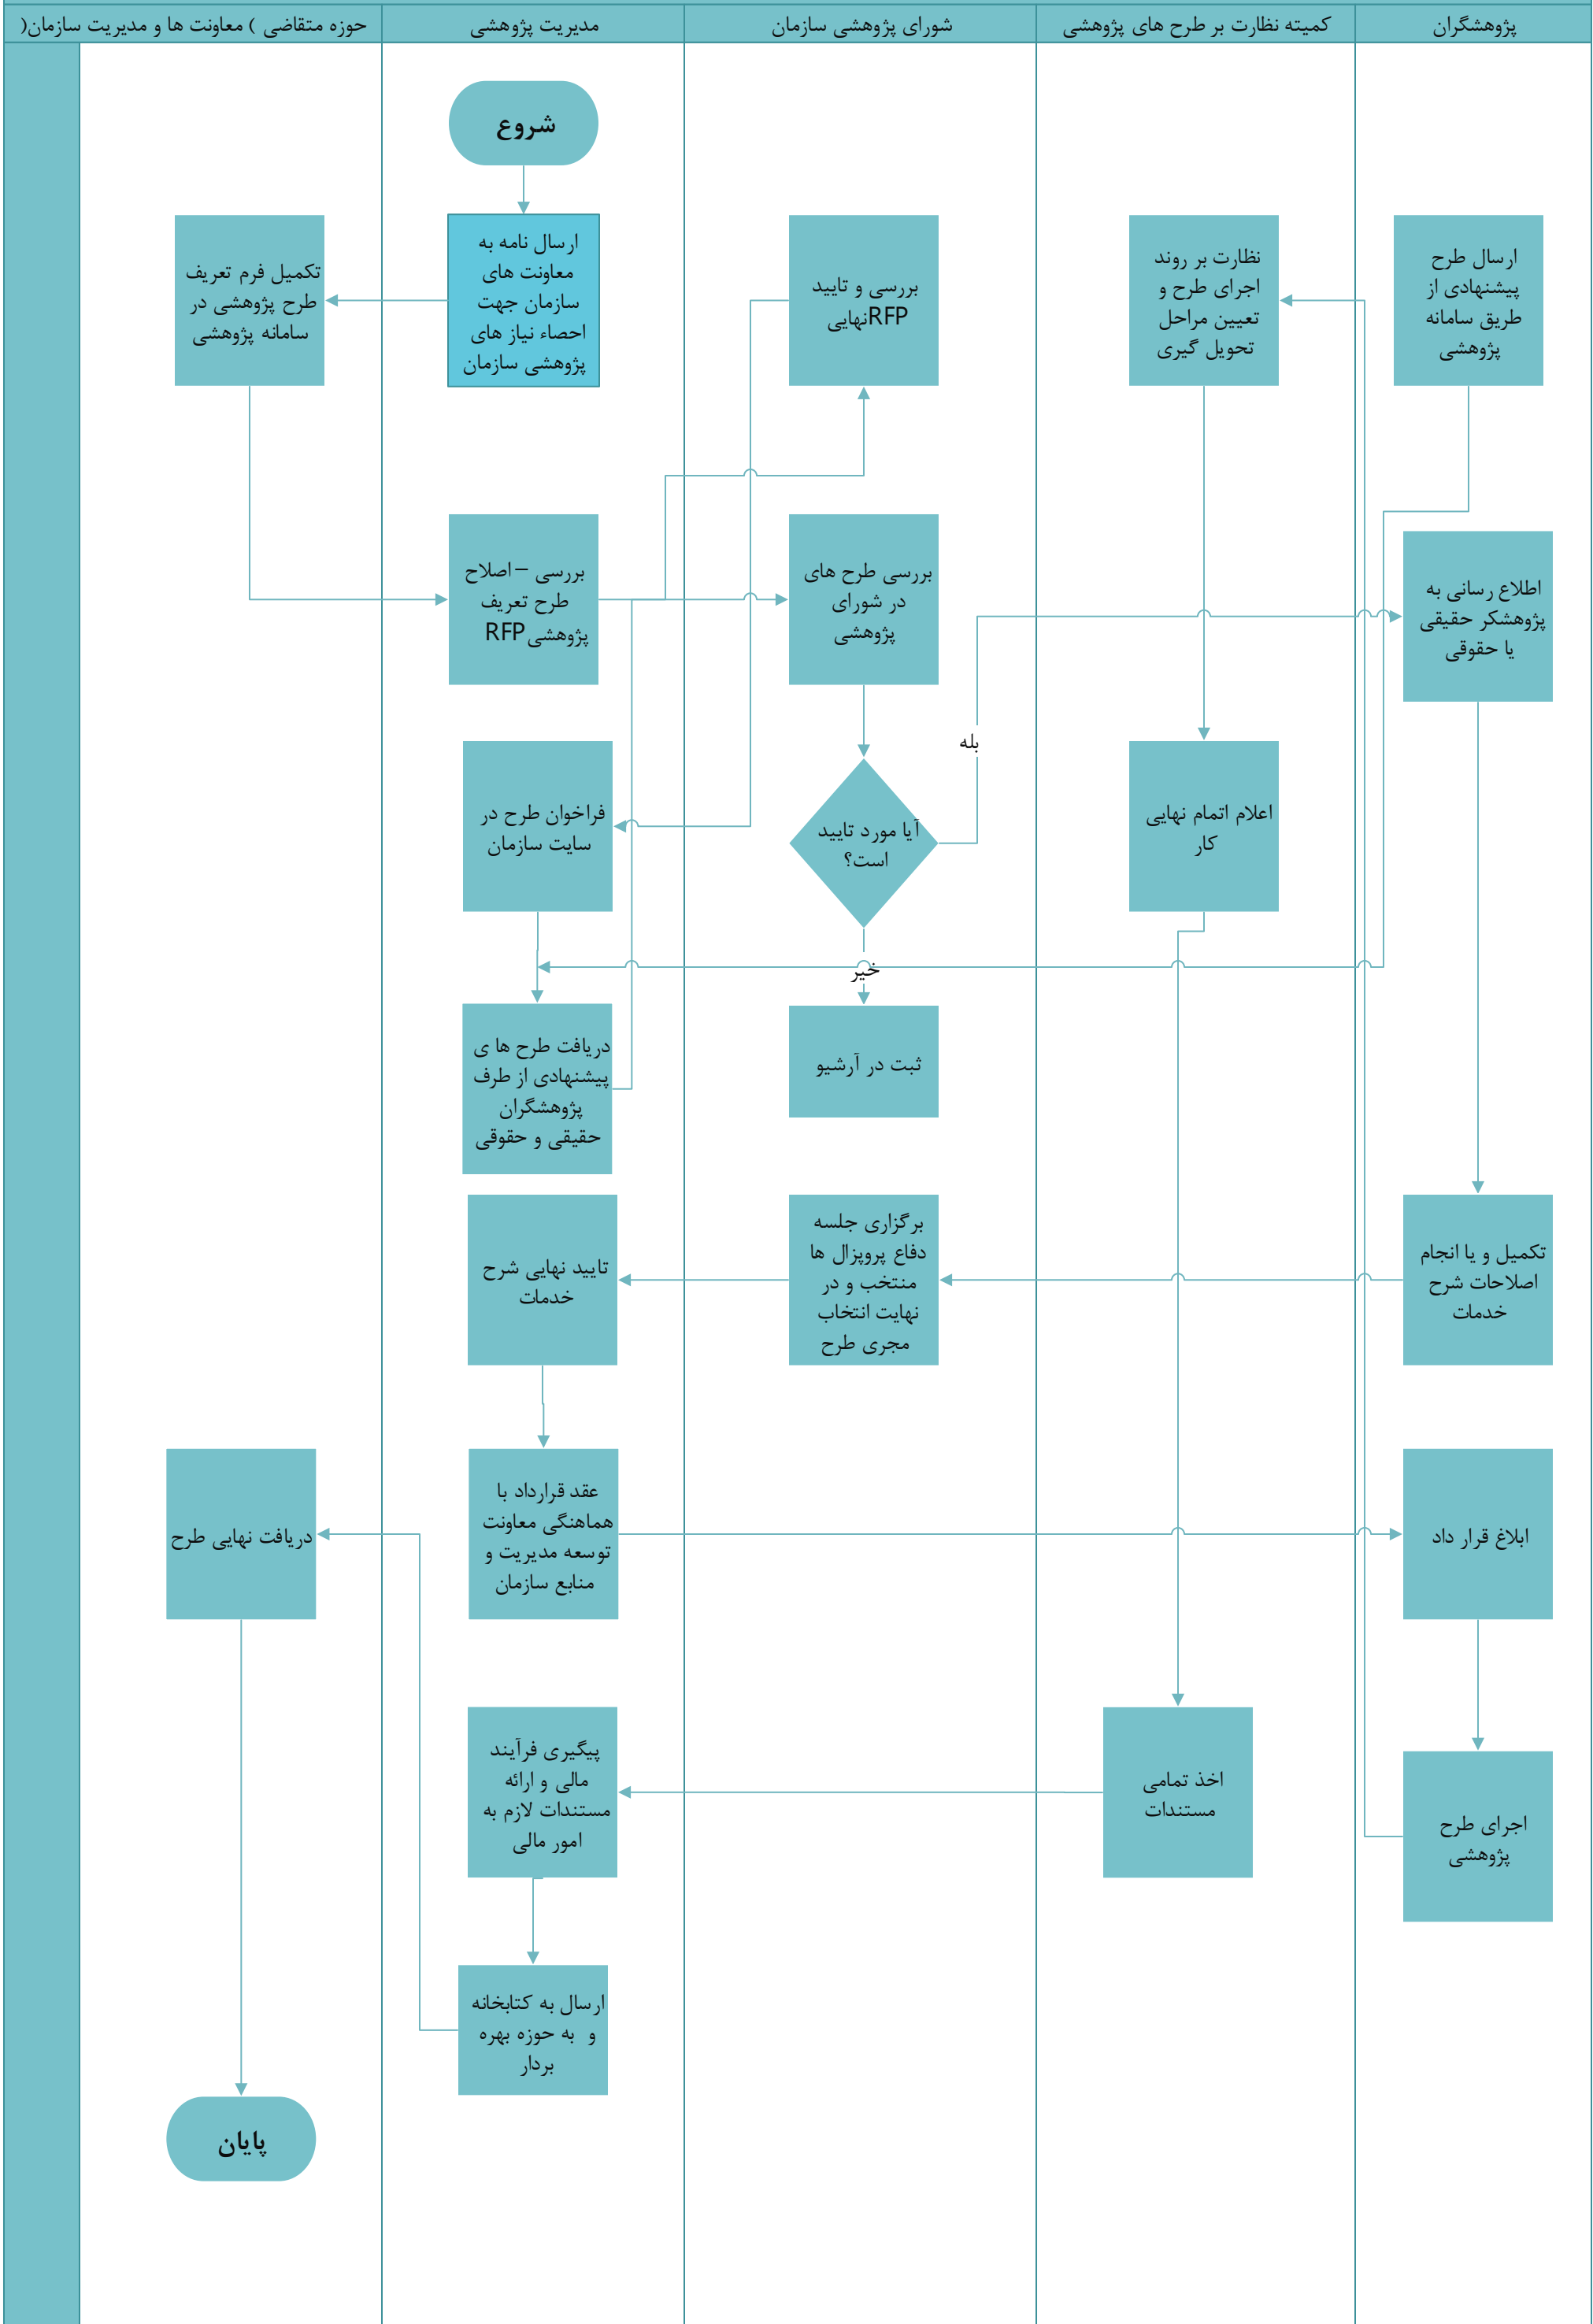 پژوهشگران
کمیته نظارت بر طرح های پژوهشی
شورای پژوهشی سازمان
مدیریت پژوهشی
حوزه متقاضی ) معاونت ها و مدیریت سازمان(
شروع
ارسال طرح
پیشنهادی از
طریق سامانه
پژوهشی
نظارت بر روند
اجرای طرح و
تعیین مراحل
تحویل گیری
بررسی و تایید
RFPنهایی
ارسال نامه به
معاونت های
سازمان جهت
احصاء نیاز های
پژوهشی سازمان
تکمیل فرم تعریف
طرح پژوهشی در
سامانه پژوهشی
اطلاع رسانی به
پژوهشکر حقیقی
یا حقوقی
بررسی طرح های
در شورای
پژوهشی
بررسی – اصلاح
طرح تعریف
پژوهشی RFP
بله
اعلام اتمام نهایی
کار
آیا مورد تایید
است؟
فراخوان طرح در
سایت سازمان
خیر
ثبت در آرشیو
دریافت طرح ها ی
پیشنهادی از طرف
پژوهشگران
حقیقی و حقوقی
تکمیل و یا انجام
اصلاحات شرح
خدمات
برگزاری جلسه
دفاع پروپزال ها
منتخب و در
نهایت انتخاب
مجری طرح
تایید نهایی شرح
خدمات
ابلاغ قرار داد
عقد قرارداد با
هماهنگی معاونت
توسعه مدیریت و
منابع سازمان
دریافت نهایی طرح
اجرای طرح
پژوهشی
اخذ تمامی
مستندات
پیگیری فرآیند
مالی و ارائه
مستندات لازم به
امور مالی
ارسال به کتابخانه
و به حوزه بهره
بردار
پایان